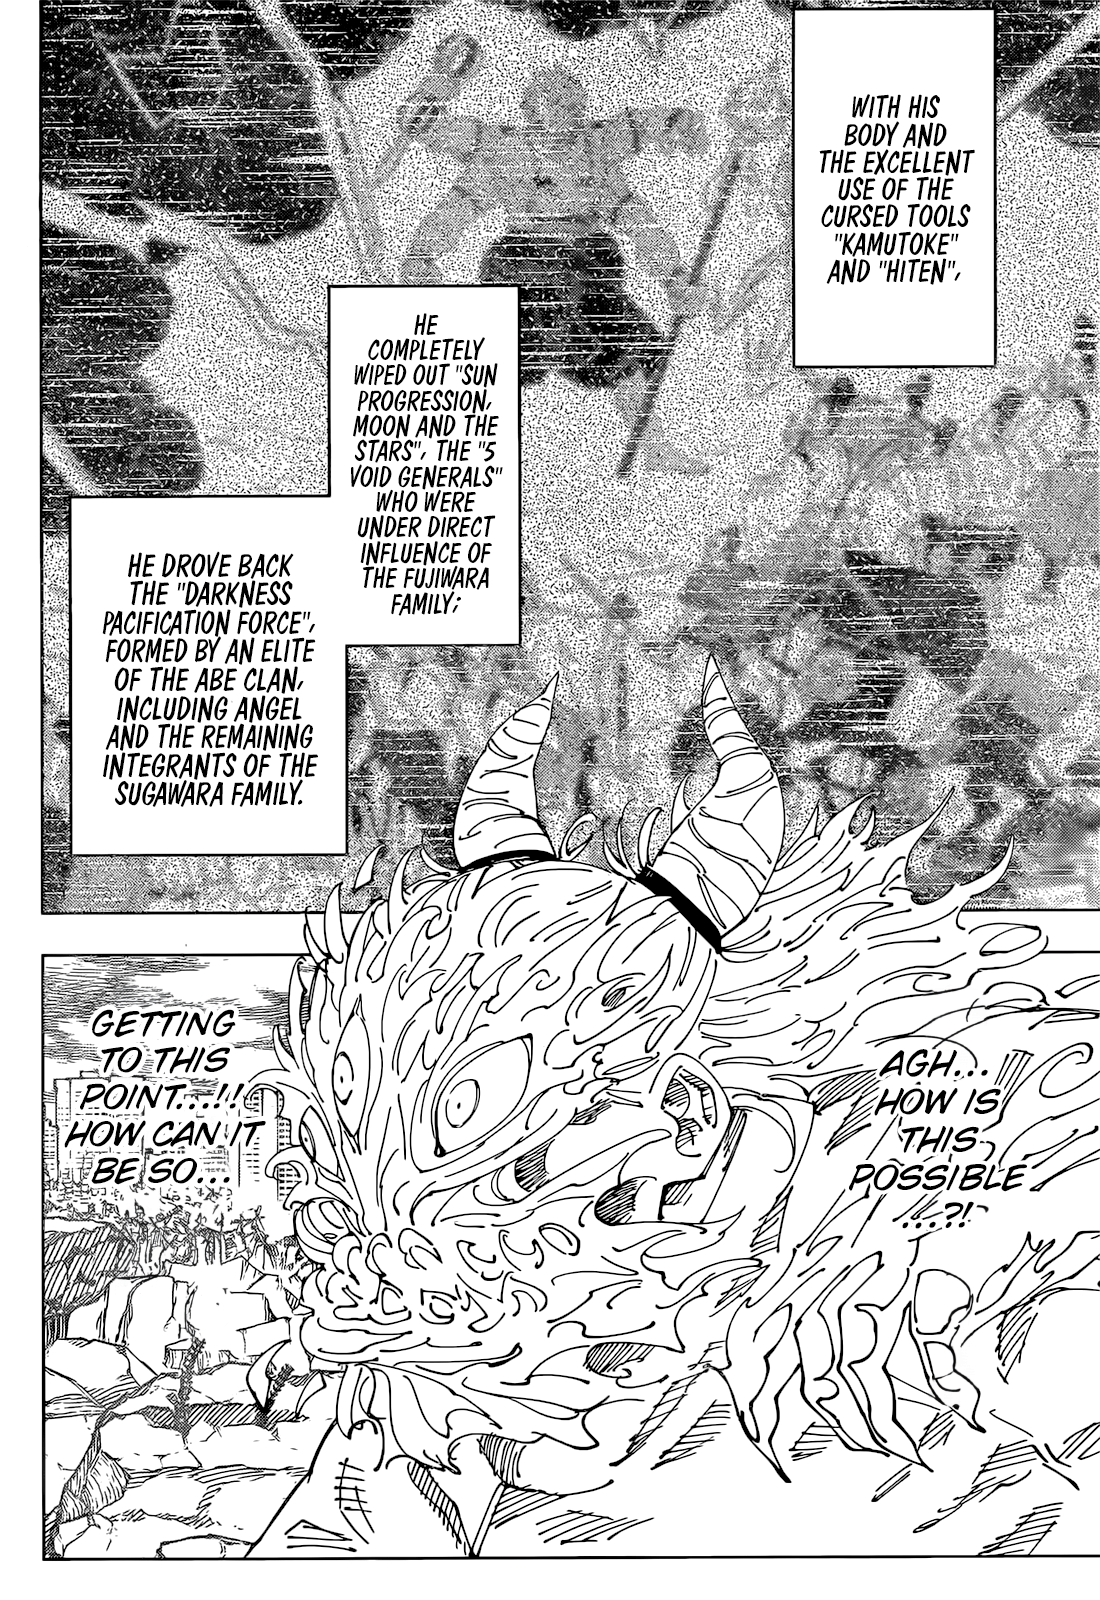 WITH HIS
BODY AND
THE EXCELLENT
USE OF THE
CURSED TOOLS
"KAMUTOKE"
AND "HITEN",
HE
COMPLETELY
WIPED OUT "SUN
PROGRESSION,
MOON AND THE
STARS", THE "5
VOID GENERALS"
WHO WERE
UNDER DIRECT
INFLUENCE OF
THE FUJIWARA
FAMILY;
HE DROVE BACK
THE "DARKNESS
PACIFICATION FORCE",
FORMED BY AN ELITE
OF THE ABE CLAN,
INCLUDING ANGEL
AND THE REMAINING
INTEGRANTS OF THE
SUGAWARA FAMILY.
AGH...
HOW IS
THIS
POSSIBLE
...?!
GETTING
TO THIS
POINT...!!
HOW CAN IT
BE SO...